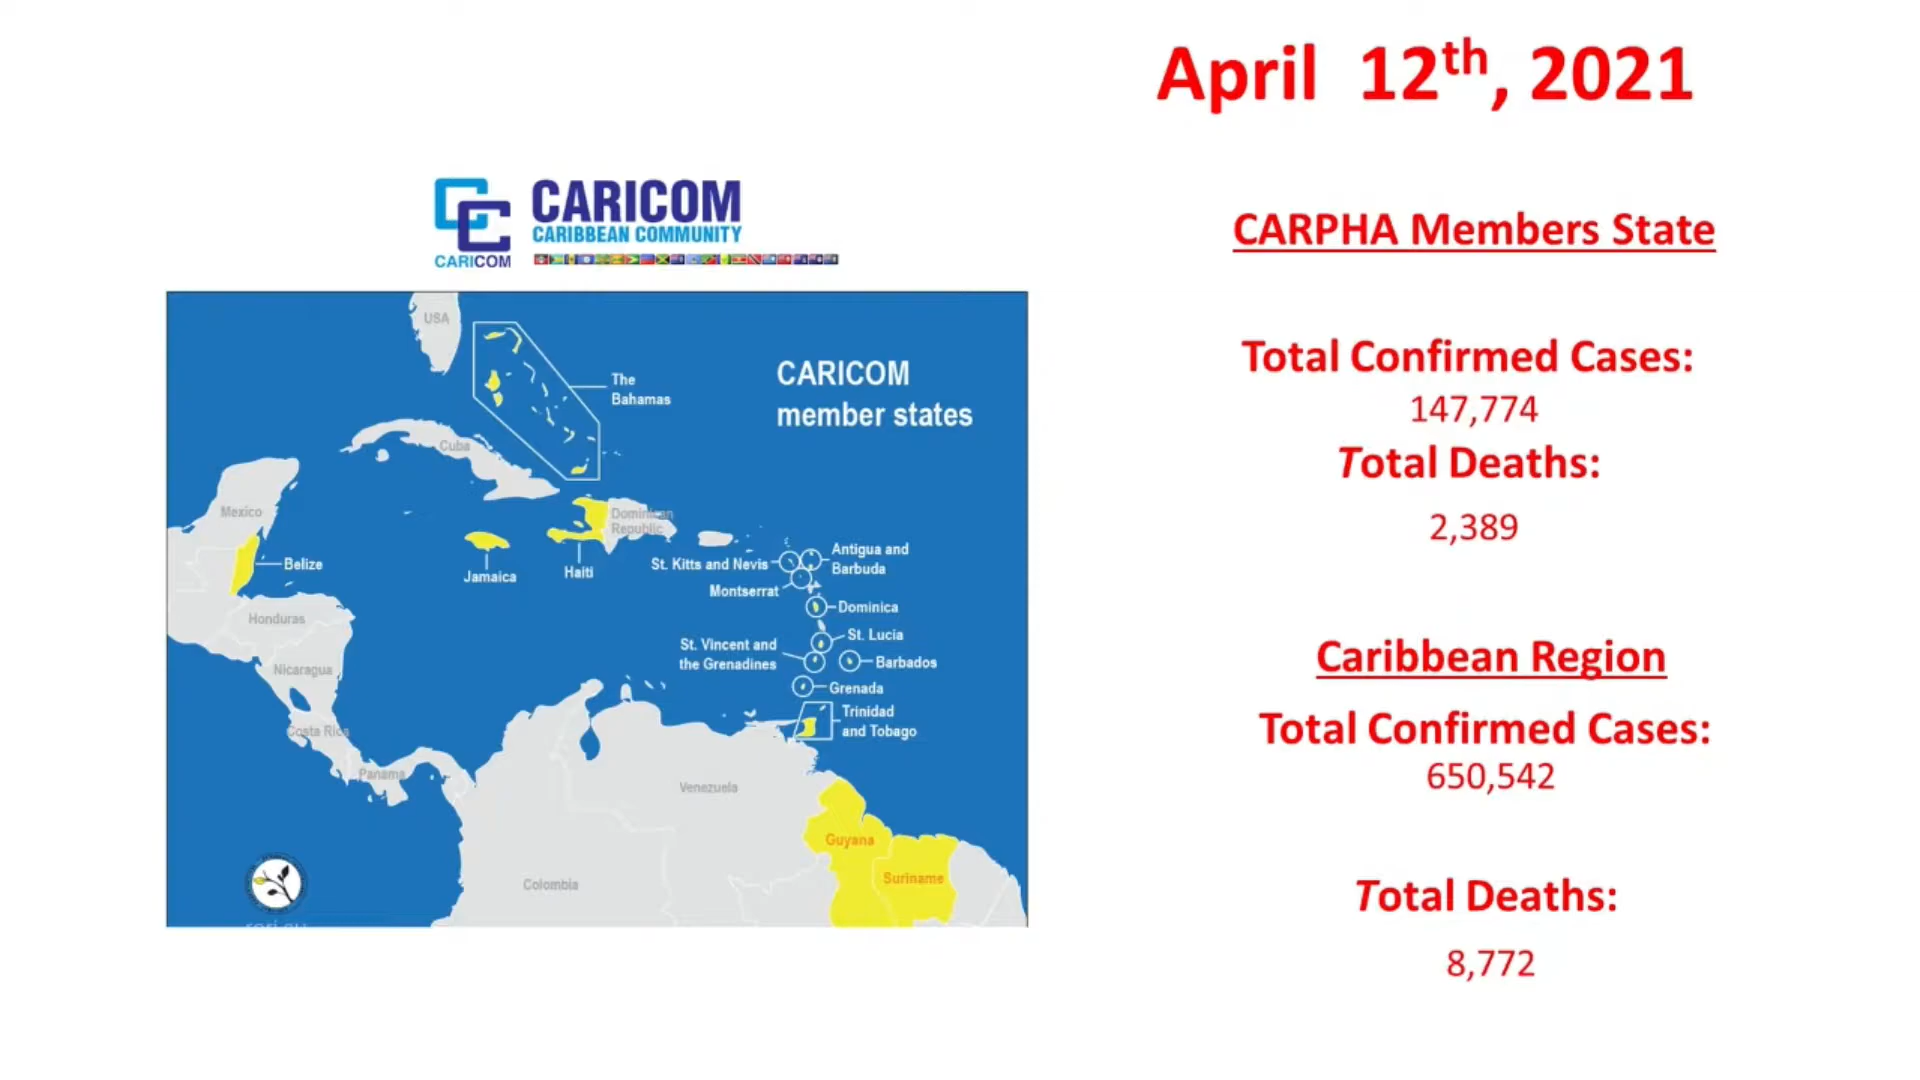 April 12th, 2021
CARICOM
CARIBBEAN COMMUNITY
CARICOM
CARPHA Members State
Total Confirmed Cases:
147,774
Total Deaths:
2,389
Caribbean Region
Total Confirmed Cases:
650,542
Total Deaths:
8,772
CARICOM
member states
USA
The
Bahamas
Cuba
Mexico
Dominican
Republic
Belize
Jamaica
Haiti
St. Kitts and Nevis
Antigua and
Barbuda
Montserrat
Dominica
Honduras
St. Lucia
St. Vincent and
the Grenadines
Barbados
Nicaragua
Grenada
Trinidad
and Tobago
Costa Rica
Panama
Venezuela
Guyana
Suriname
Colombia